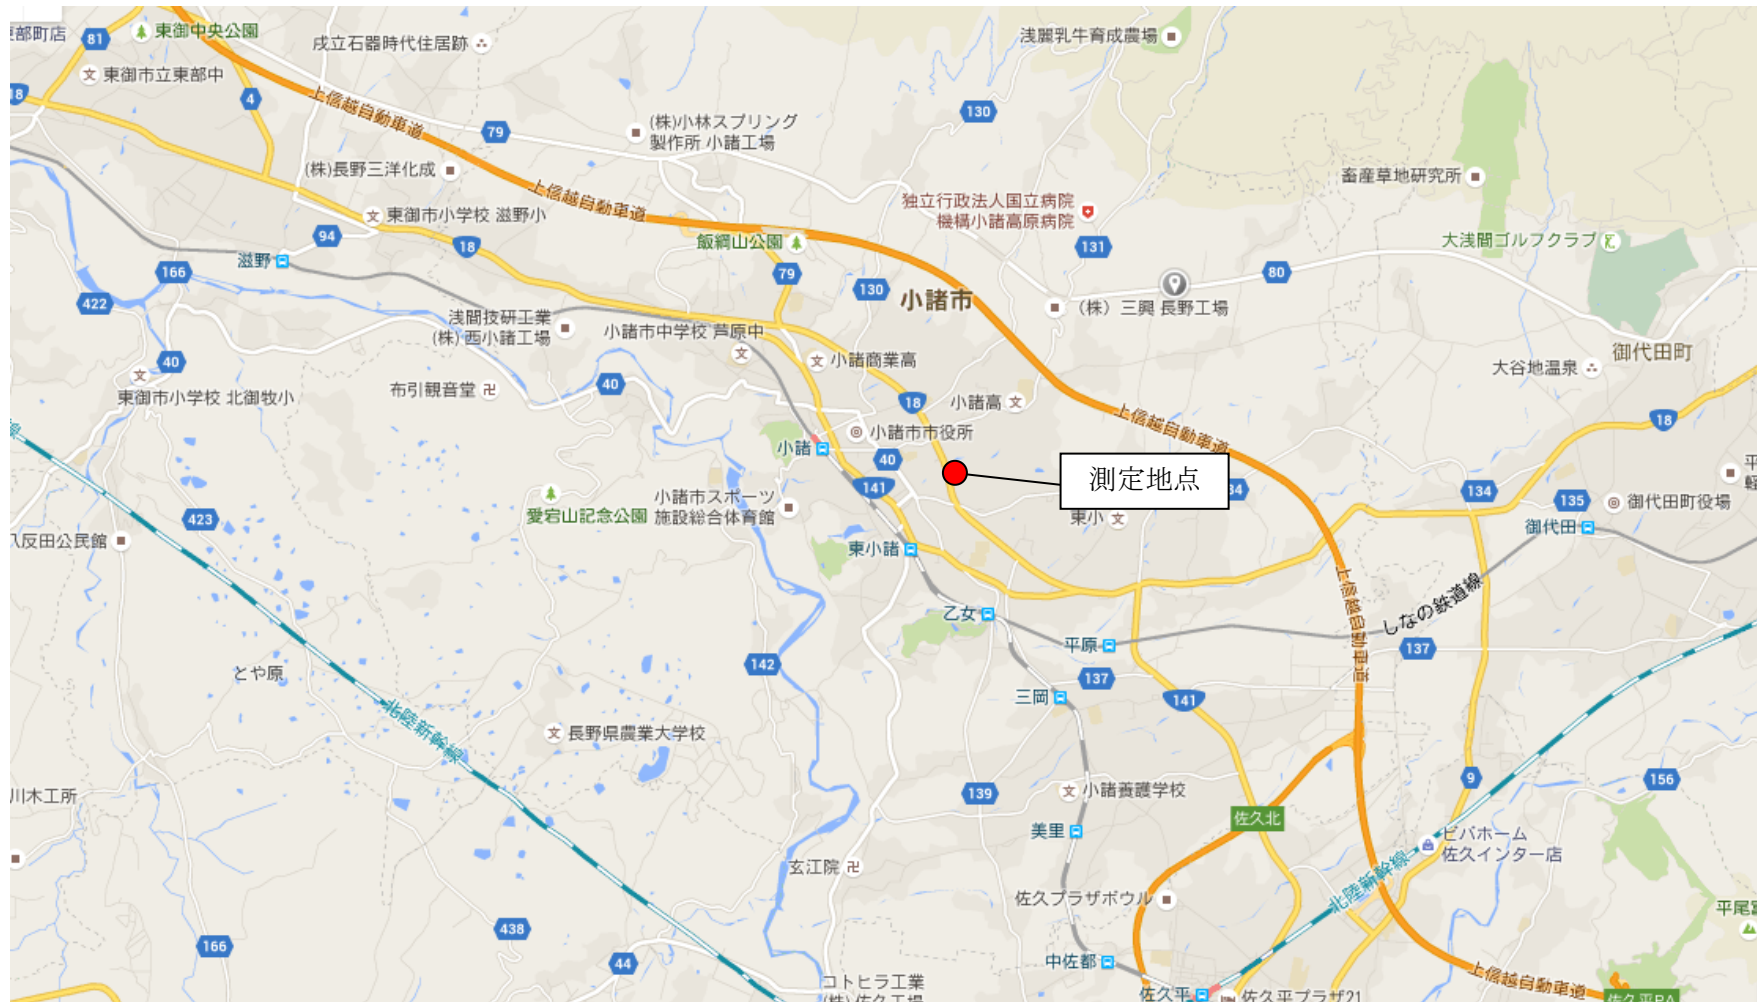 部町店
81
東御中央公園
戌立石器時代住居跡
浅麓乳牛育成農場
東御市立東部中
18
4
上信越自動車道
79
130
(株)小林スプリング
製作所 小諸工場
(株)長野三洋化成
畜産草地研究所
上信越自動車道
独立行政法人国立病院
機構小諸高原病院
東御市小学校 滋野小
94
18
飯綱山公園
131
大浅間ゴルフクラブ
滋野
166
79
80
422
130
小諸市
(株) 三興 長野工場
浅間技研工業
(株) 西小諸工場
小諸市中学校 芦原中
御代田町
40
小諸商業高
大谷地温泉
東御市小学校 北御牧小
布引観音堂
40
18
小諸高
上信越自動車道
18
小諸市市役所
小諸
40
測定地点
34
141
134
135
御代田町役場
小諸市スポーツ
施設総合体育館
愛宕山記念公園
423
東小
御代田
八反田公民館
東小諸
上信越自動車道
しなの鉄道線
乙女
平原
137
142
とや原
137
三岡
141
北陸新幹線
長野県農業大学校
9
156
139
小諸養護学校
川木工所
佐久北
美里
ビバホーム
佐久インター店
玄江院
北陸新幹線
佐久プラザボウル
438
166
44
中佐都
上信越自動車道
コトヒラ工業
(株) 佐久工場
佐久平
佐久平プラザ21
佐久平PA